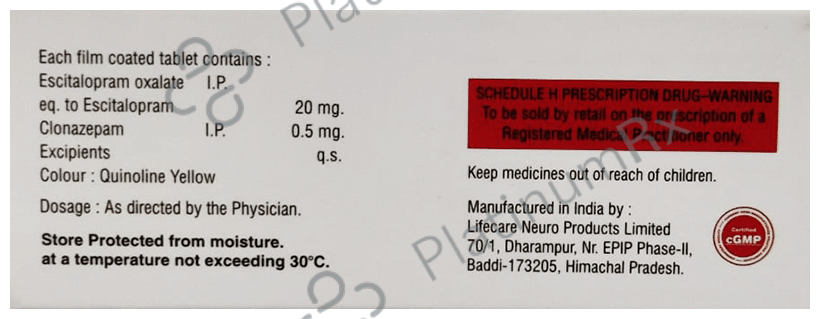 Each film coated tablet contains :
Escitalopram oxalate I.P.
eq. to Escitalopram 20 mg.
Clonazepam I.P. 0.5 mg.
Excipients q.s.
Colour : Quinoline Yellow
Dosage : As directed by the Physician.
Store Protected from moisture.
at a temperature not exceeding 30°C.
SCHEDULE H PRESCRIPTION DRUG–WARNING
To be sold by retail on the prescription of a
Registered Medical Practitioner only.
Keep medicines out of reach of children.
Manufactured in India by :
Lifecare Neuro Products Limited
70/1, Dharampur, Nr. EPIP Phase-II,
Baddi-173205, Himachal Pradesh.
Certified
cGMP
PlatinumRx